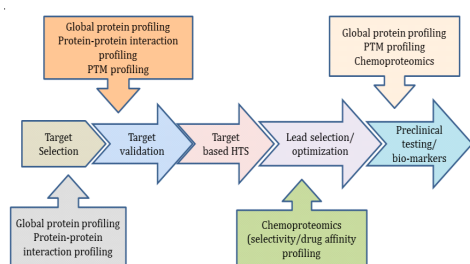 Global protein profiling
Protein-protein interaction
profiling
PTM profiling
Global protein profiling
PTM profiling
Chemoproteomics
Target
Selection
Target
validation
Target
based HTS
Lead selection/
optimization
Preclinical
testing/
bio-markers
Global protein profiling
Protein-protein
interaction profiling
Chemoproteomics
(selectivity/drug affinity
profiling